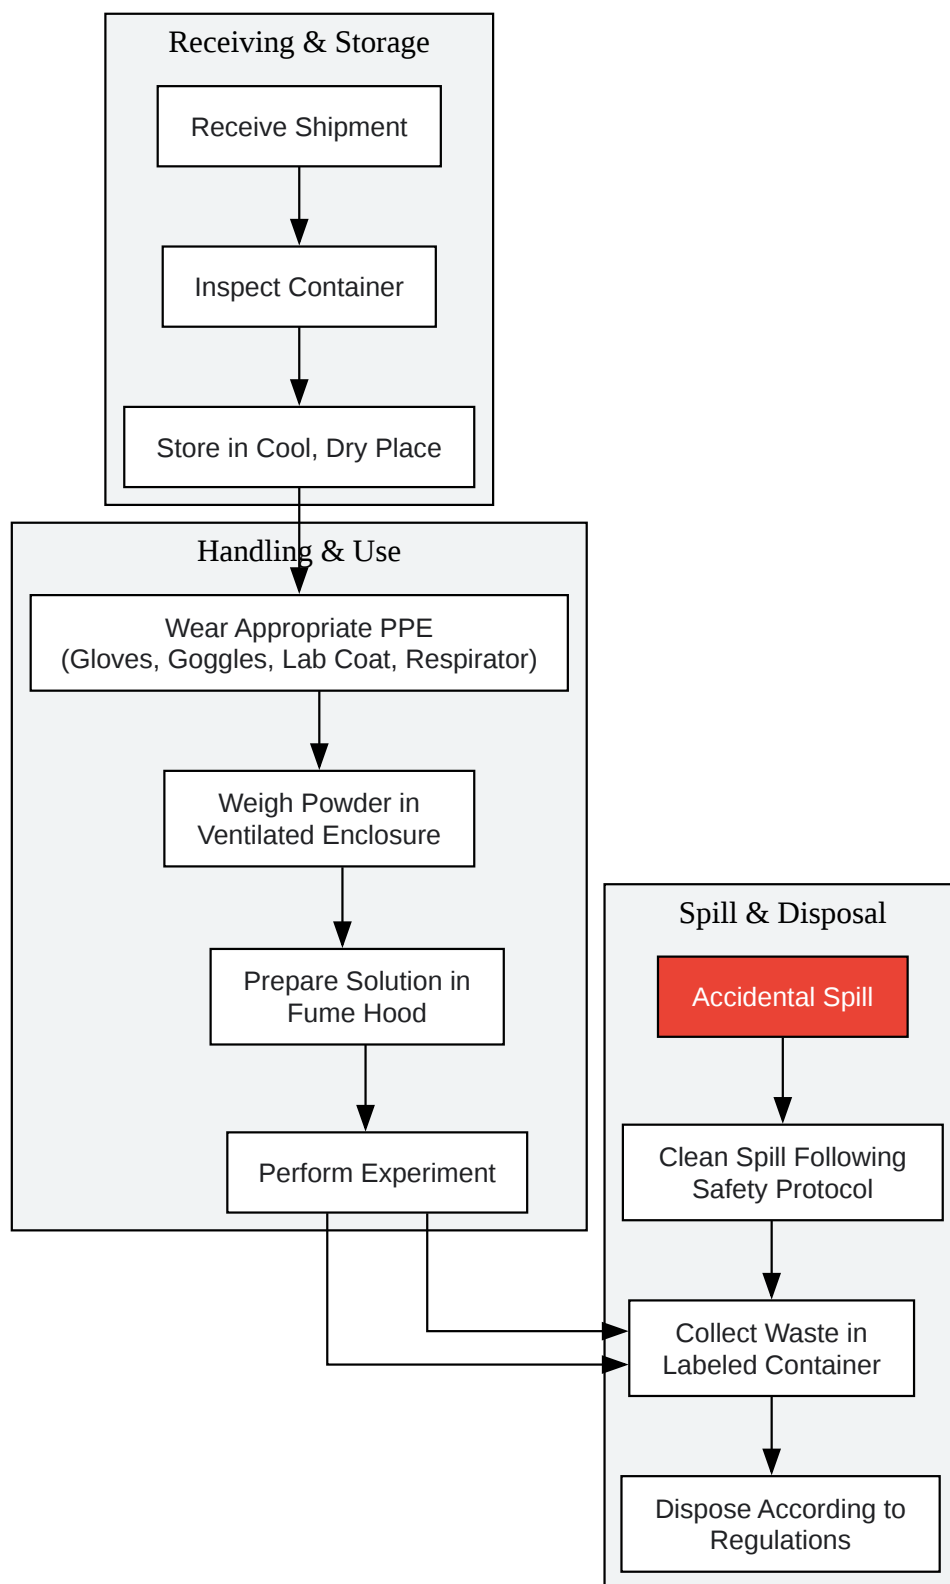 Receiving & Storage
Receive Shipment
Inspect Container
Store in Cool, Dry Place
Handling & Use
Wear Appropriate PPE
(Gloves, Goggles, Lab Coat, Respirator)
Weigh Powder in
Ventilated Enclosure
Prepare Solution in
Fume Hood
Perform Experiment
Spill & Disposal
Accidental Spill
Clean Spill Following
Safety Protocol
Collect Waste in
Labeled Container
Dispose According to
Regulations